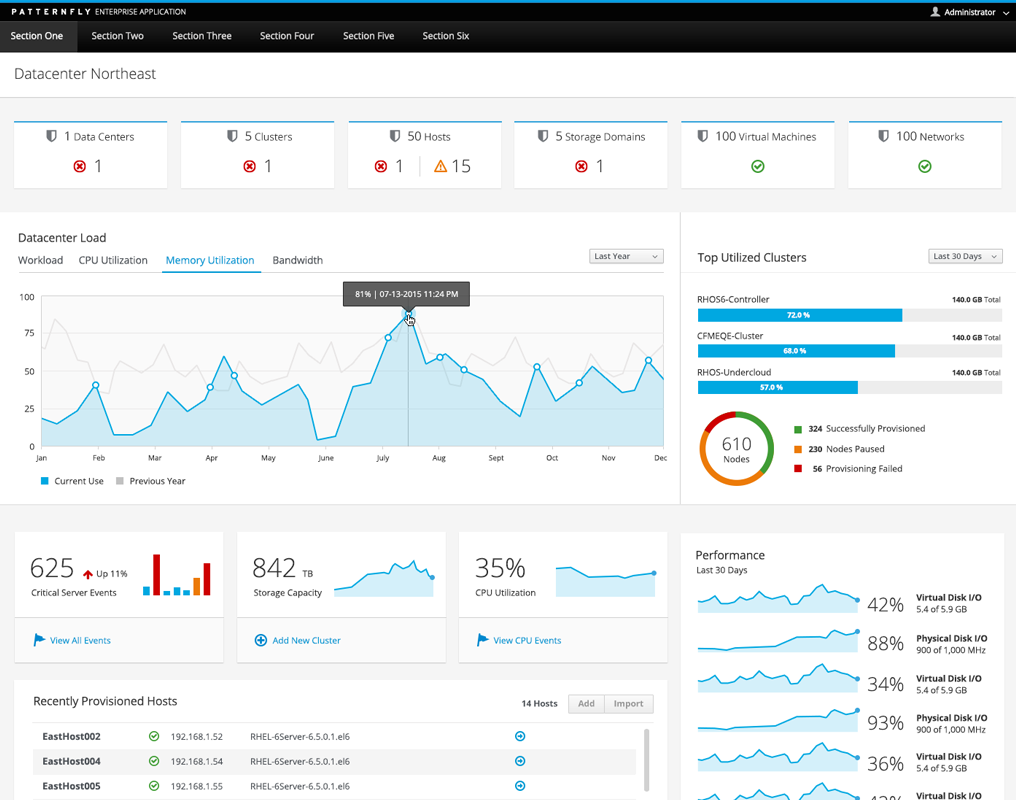 PATTERNFLY ENTERPRISE APPLICATION
Administrator
Section One Section Two Section Three Section Four Section Five Section Six
Datacenter Northeast
1 Data Centers
1
5 Clusters
1
50 Hosts
1 15
5 Storage Domains
1
100 Virtual Machines
100 Networks
Datacenter Load
Workload CPU Utilization Memory Utilization Bandwidth
Last Year
81% | 07-13-2015 11:24 PM
100
75
50
25
0
Jan Feb Mar Apr May June July Aug Sept Oct Nov Dec
Current Use Previous Year
Top Utilized Clusters
Last 30 Days
RHOS6-Controller 140.0 GB Total
72.0 %
CFMEQE-Cluster 140.0 GB Total
68.0 %
RHOS-Undercloud 140.0 GB Total
57.0 %
610
Nodes
324 Successfully Provisioned
230 Nodes Paused
56 Provisioning Failed
625 Up 11%
Critical Server Events
View All Events
842 TB
Storage Capacity
Add New Cluster
35%
CPU Utilization
View CPU Events
Recently Provisioned Hosts
14 Hosts Add Import
EastHost002 192.168.1.52 RHEL-6Server-6.5.0.1.el6
EastHost004 192.168.1.54 RHEL-6Server-6.5.0.1.el6
EastHost005 192.168.1.55 RHEL-6Server-6.5.0.1.el6
Performance
Last 30 Days
42% Virtual Disk I/O
5.4 of 5.9 GB
88% Physical Disk I/O
900 of 1,000 MHz
34% Virtual Disk I/O
5.4 of 5.9 GB
93% Physical Disk I/O
900 of 1,000 MHz
36% Virtual Disk I/O
5.4 of 5.9 GB
Virtual Disk I/O